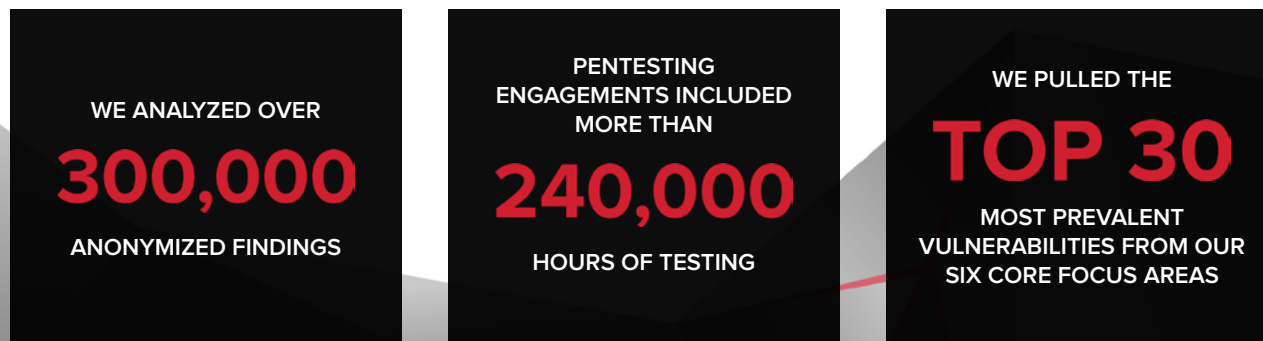 WE ANALYZED OVER
300,000
ANONYMIZED FINDINGS
PENTESTING
ENGAGEMENTS INCLUDED
MORE THAN
240,000
HOURS OF TESTING
WE PULLED THE
TOP 30
MOST PREVALENT
VULNERABILITIES FROM OUR
SIX CORE FOCUS AREAS